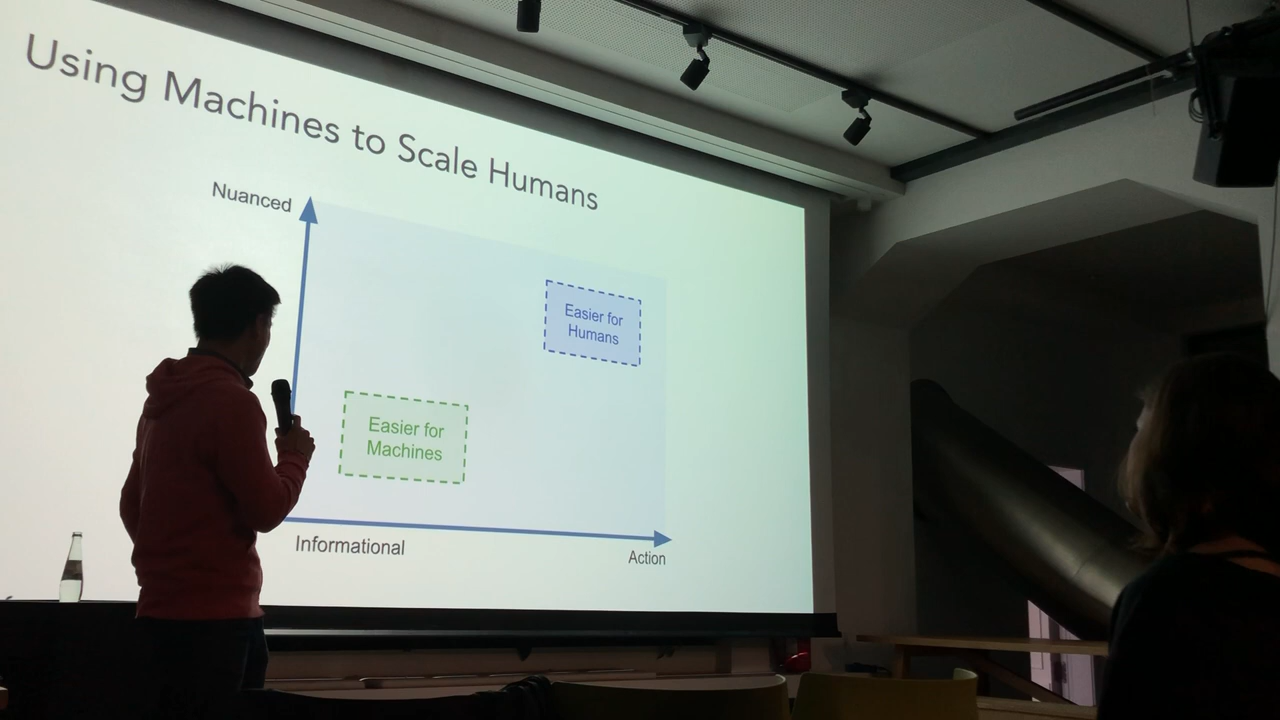 Using Machines to Scale Humans
Nuanced
Easier for
Humans
Easier for
Machines
Informational
Action